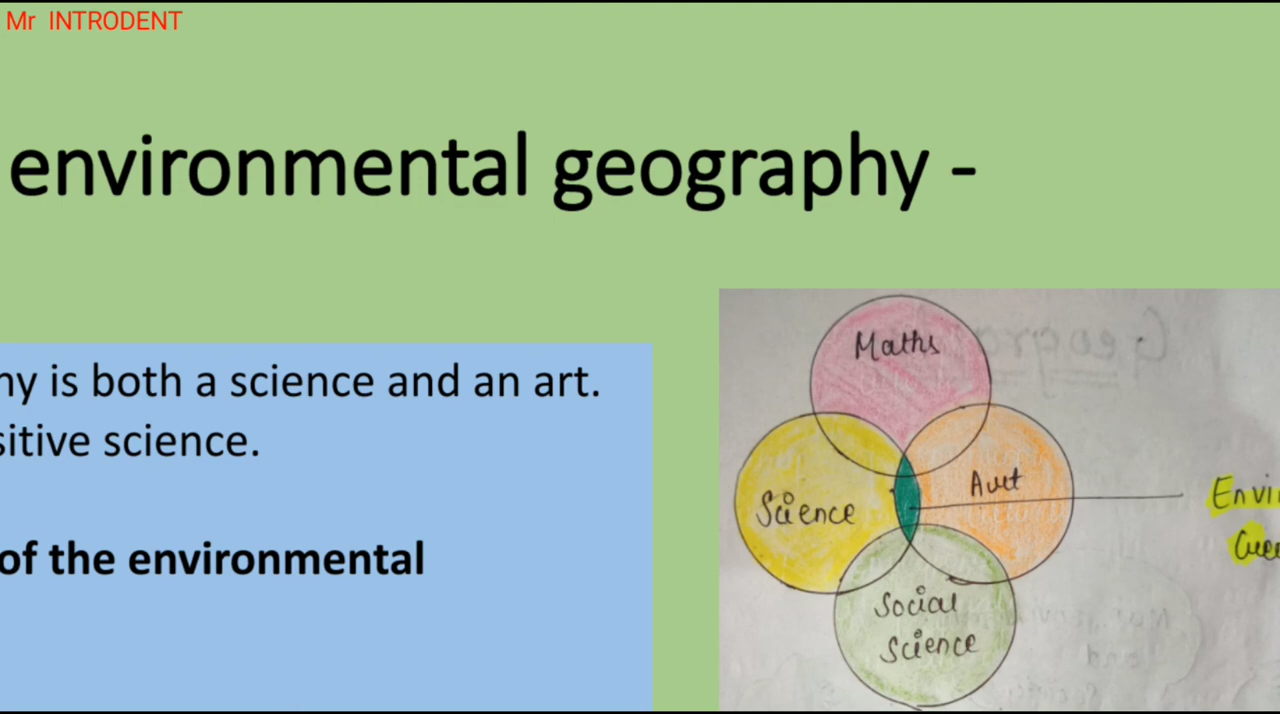 Mr INTRODENT
environmental geography -
hy is both a science and an art.
sitive science.
of the environmental
Maths
Science
Art
Social
Science
Envi